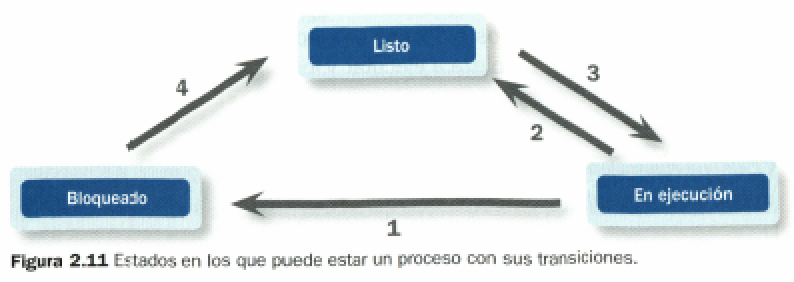 Listo
4
3
2
Bloqueado
En ejecución
1
Figura 2.11 Estados en los que puede estar un proceso con sus transiciones.